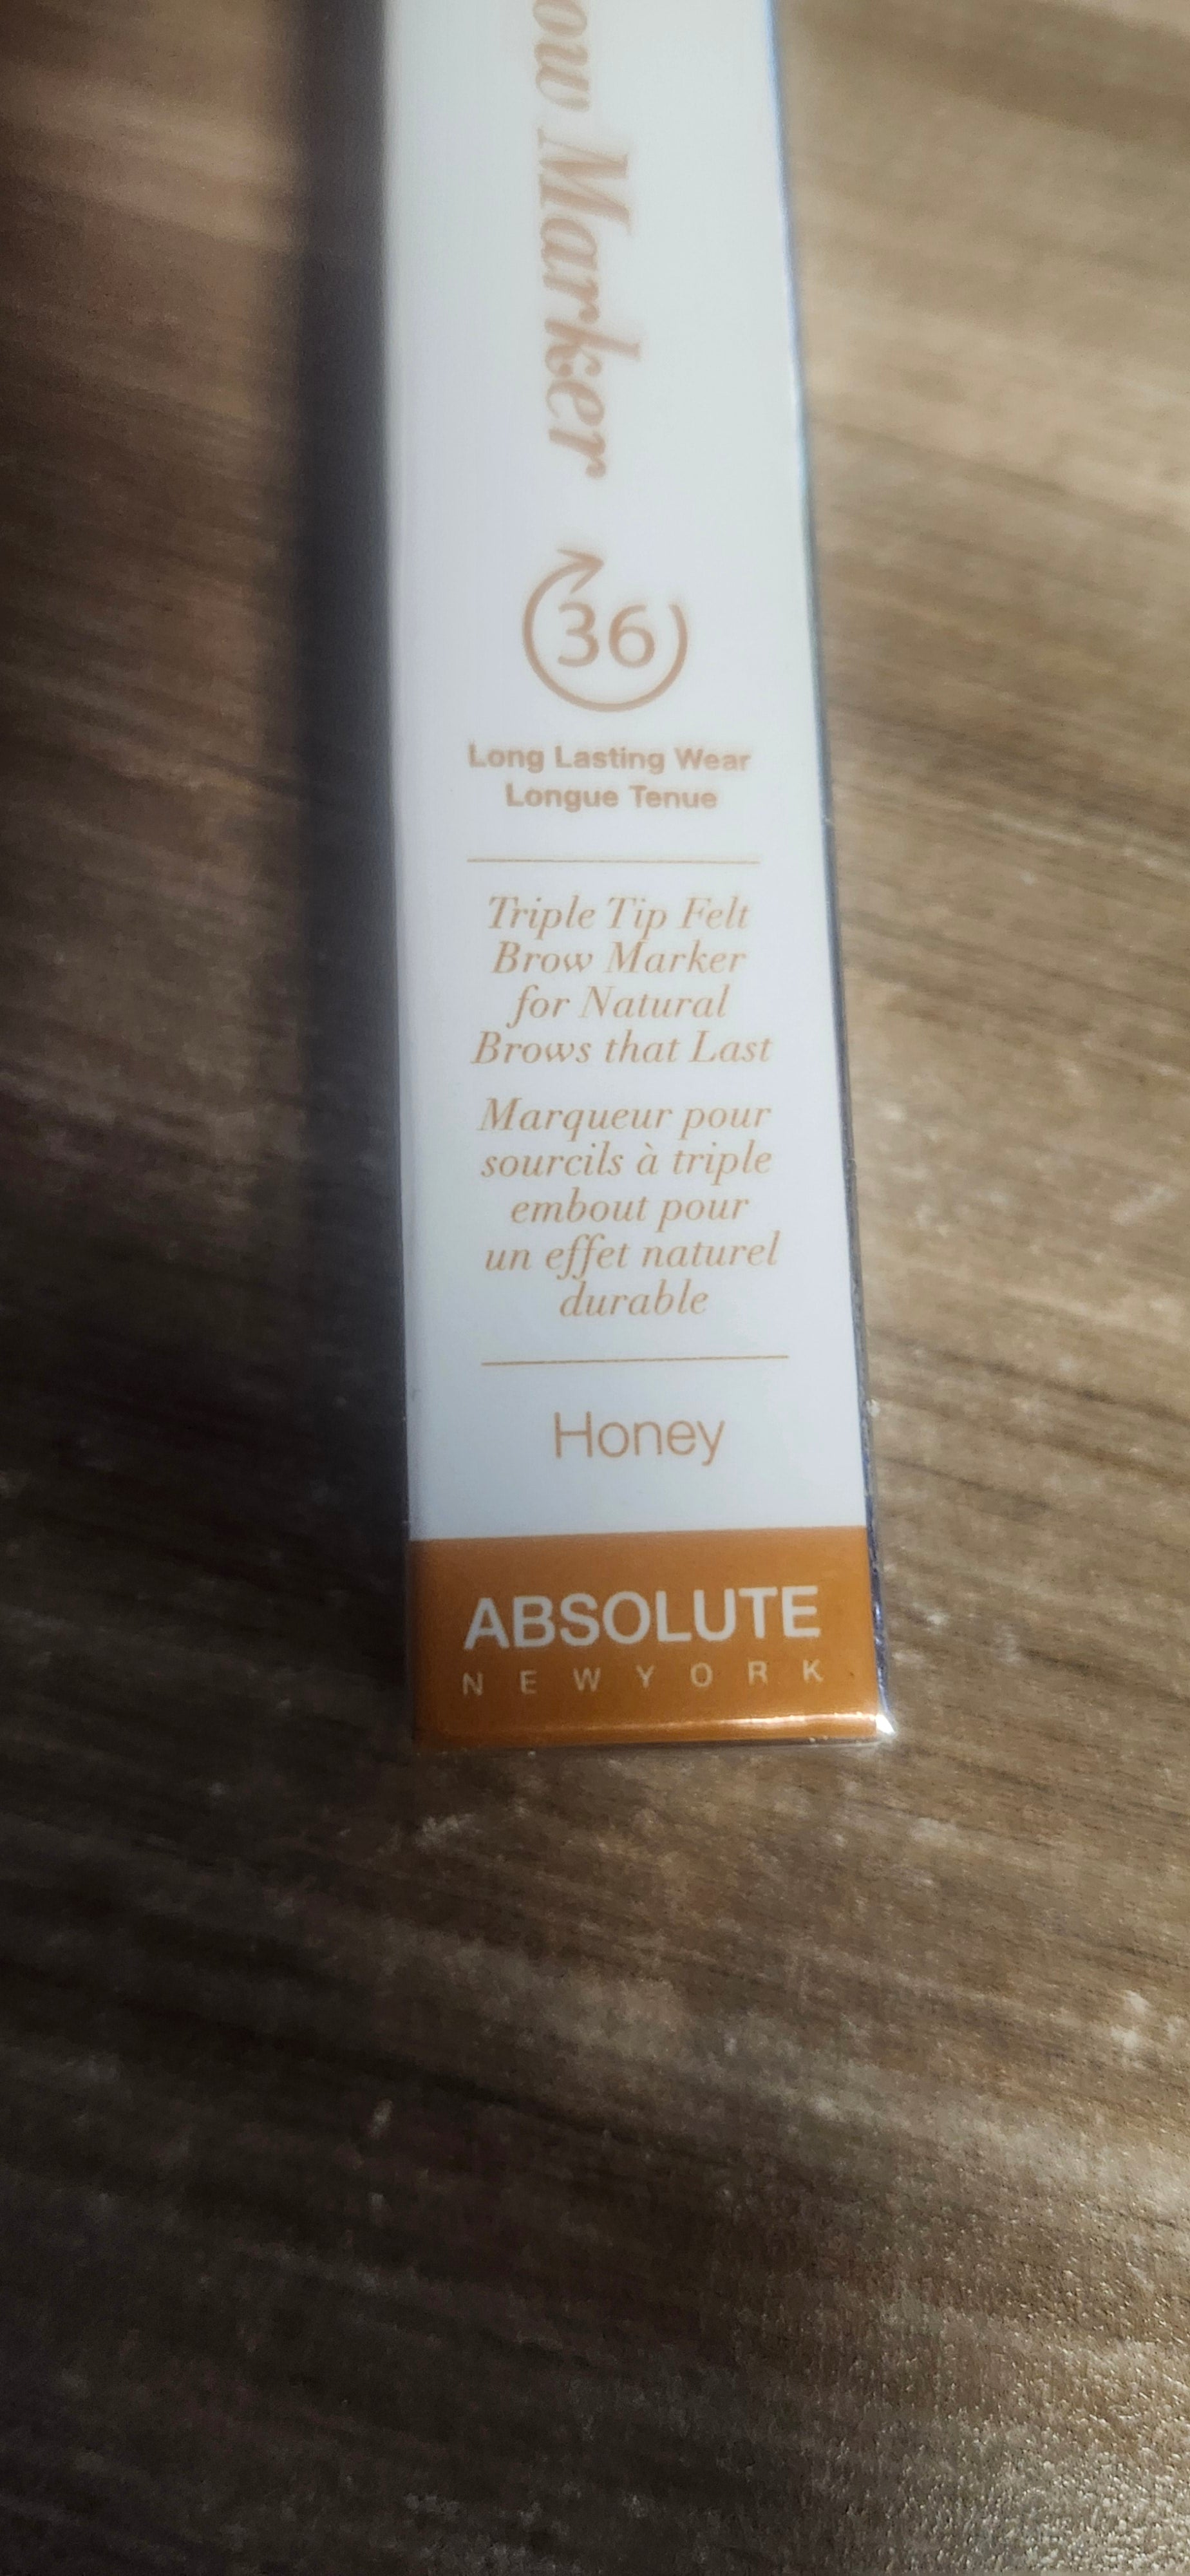 Marker
36
Long Lasting Wear
Longue Tenue
Triple Tip Felt
Brow Marker
for Natural
Brows that Last
Marqueur pour
sourcils à triple
embout pour
un effet naturel
durable
Honey
ABSOLUTE
NEW YORK